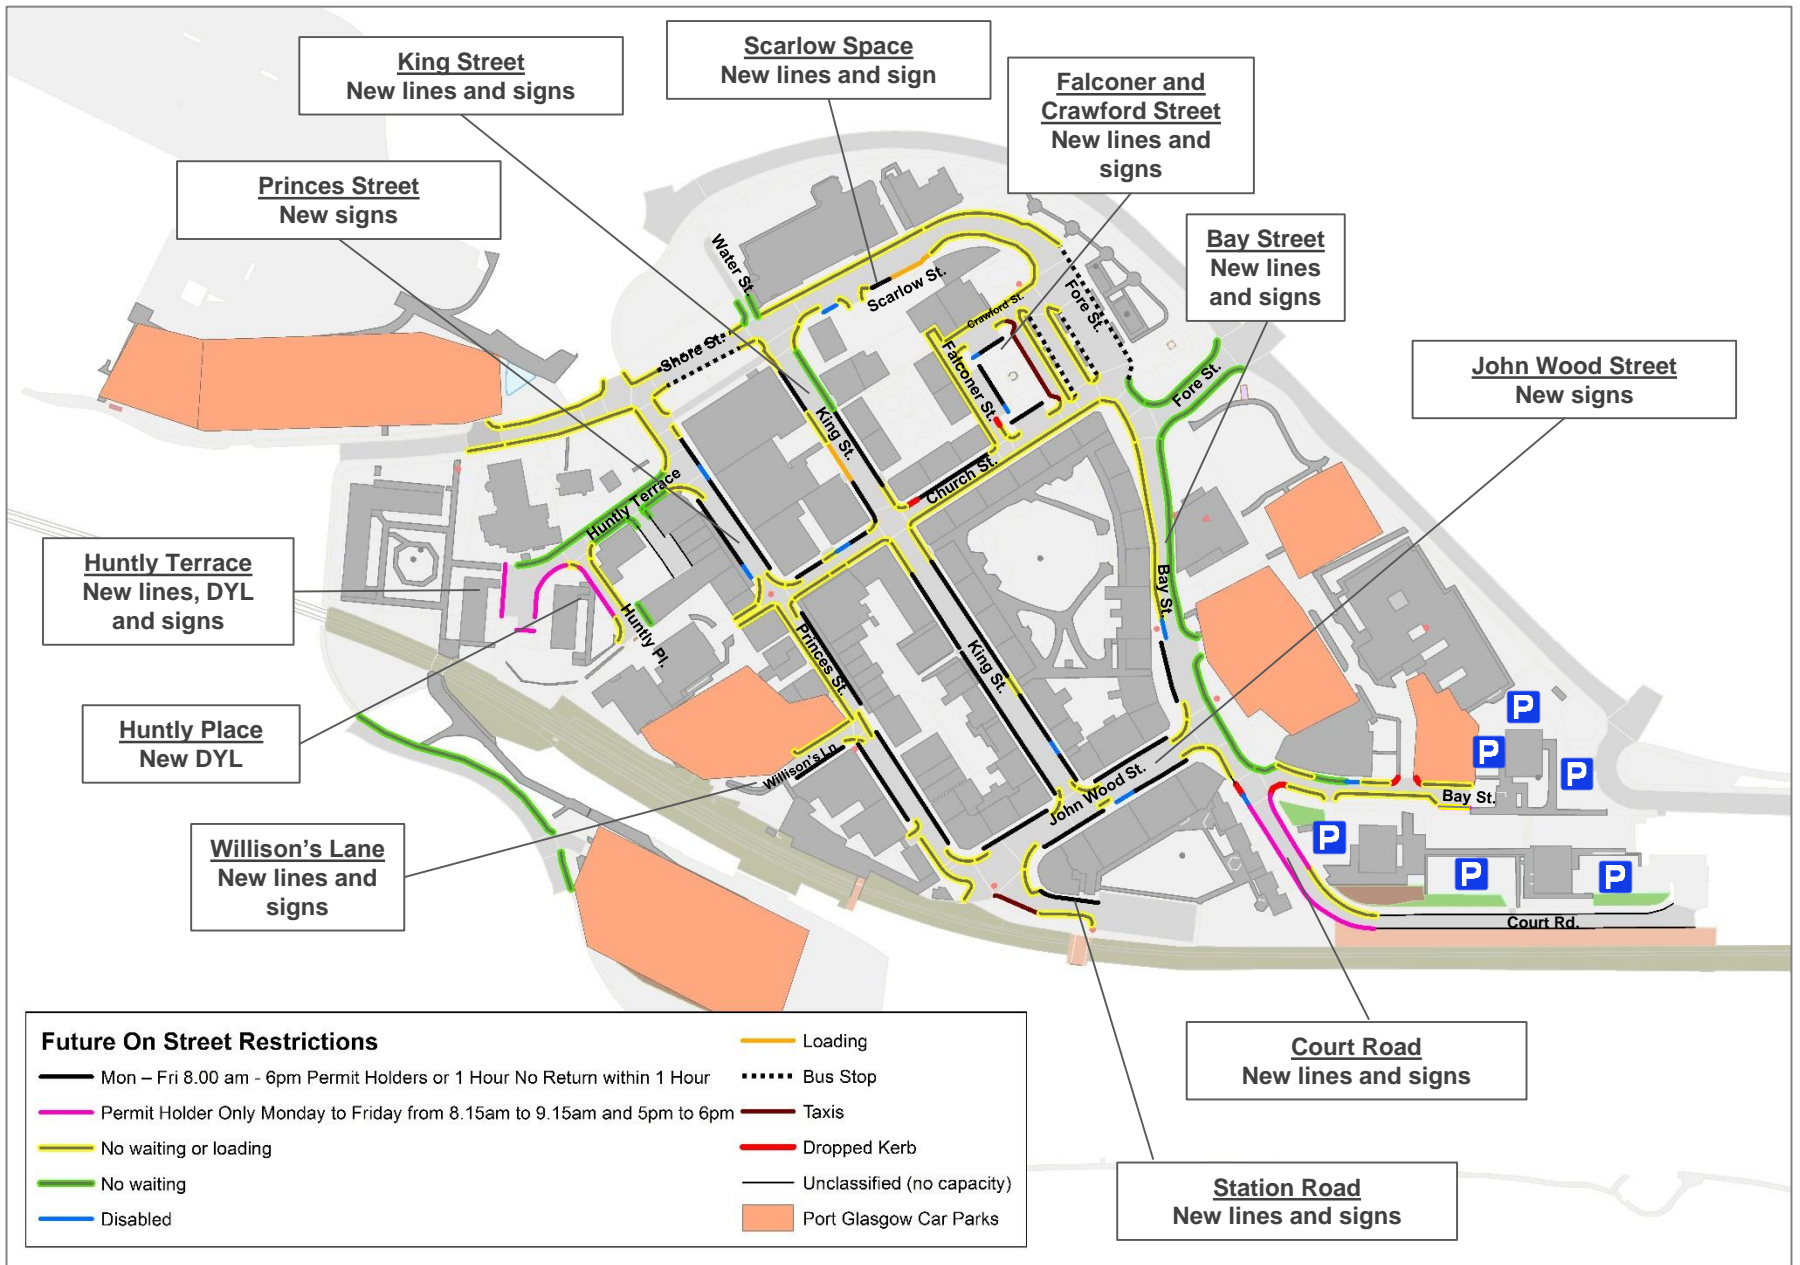 King Street
New lines and signs
Scarlow Space
New lines and sign
Falconer and
Crawford Street
New lines and
signs
Princes Street
New signs
Bay Street
New lines
and signs
John Wood Street
New signs
Huntly Terrace
New lines, DYL
and signs
Huntly Place
New DYL
Willison's Lane
New lines and
signs
Court Road
New lines and signs
Station Road
New lines and signs
Water St.
Shore St.
Scarlow St.
Crawford St.
Fore St.
Fore St.
Falconer St.
King St.
Church St.
Huntly Terrace
Huntly Pl.
Princes St.
King St.
Bay St.
Willison's Ln
John Wood St.
Bay St.
Court Rd.
P
P
P
P
P
P
Future On Street Restrictions
Mon – Fri 8.00 am - 6pm Permit Holders or 1 Hour No Return within 1 Hour
Permit Holder Only Monday to Friday from 8.15am to 9.15am and 5pm to 6pm
No waiting or loading
No waiting
Disabled
Loading
Bus Stop
Taxis
Dropped Kerb
Unclassified (no capacity)
Port Glasgow Car Parks